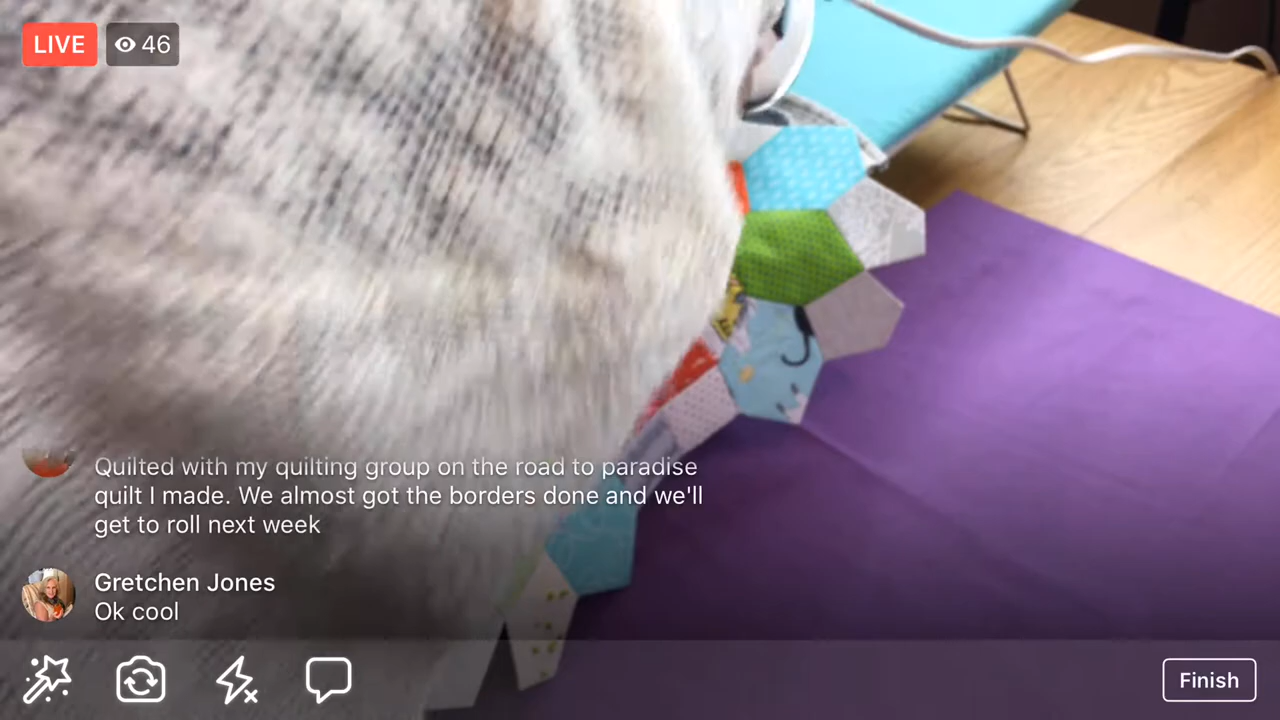 LIVE 46
Quilted with my quilting group on the road to paradise
quilt I made. We almost got the borders done and we'll
get to roll next week
Gretchen Jones
Ok cool
Finish